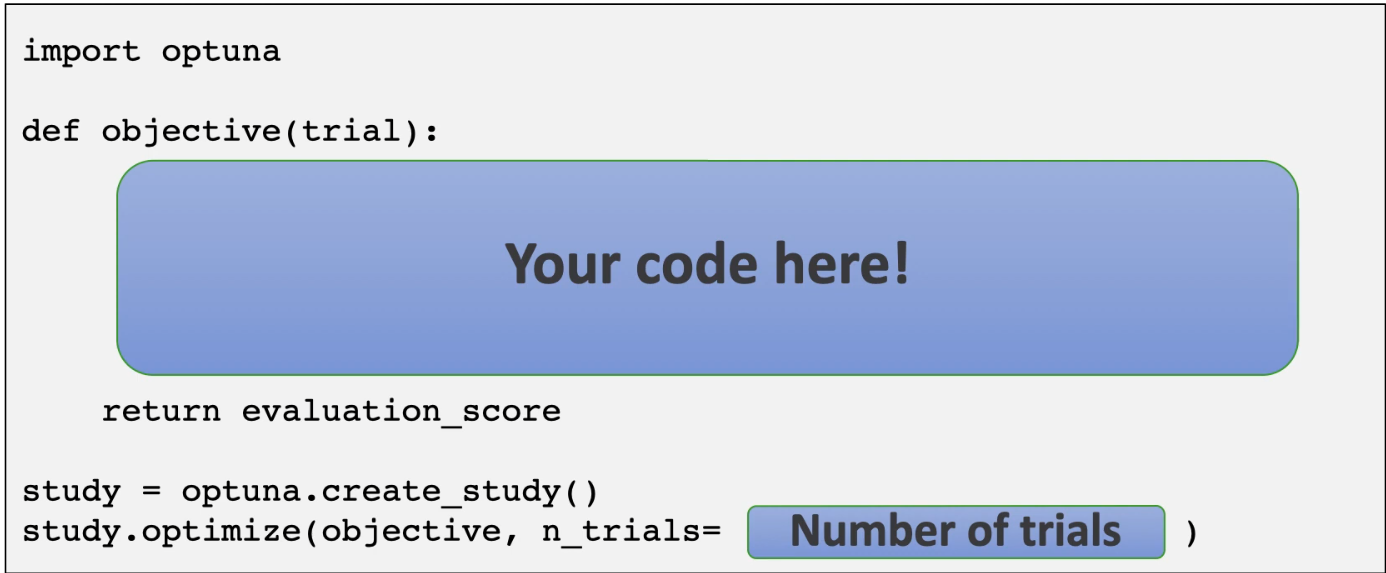 import optuna
def objective(trial):
Your code here!
return evaluation_score
study = optuna.create_study()
study.optimize(objective, n_trials= Number of trials )